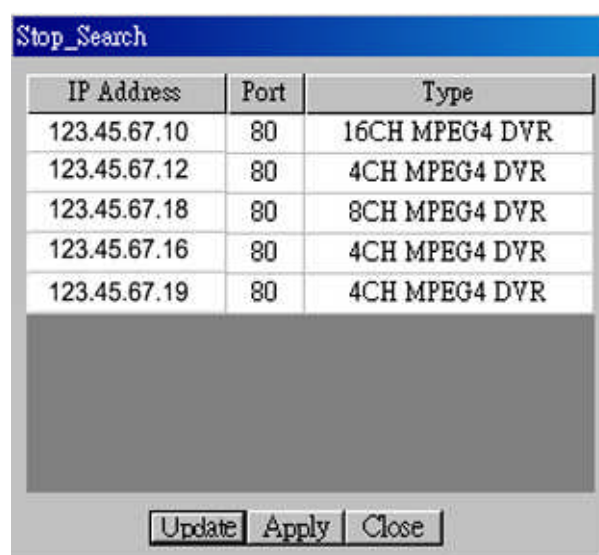 Stop_Search
IP Address Port Type
123.45.67.10 80 16CH MPEG4 DVR
123.45.67.12 80 4CH MPEG4 DVR
123.45.67.18 80 8CH MPEG4 DVR
123.45.67.16 80 4CH MPEG4 DVR
123.45.67.19 80 4CH MPEG4 DVR
Update Apply Close